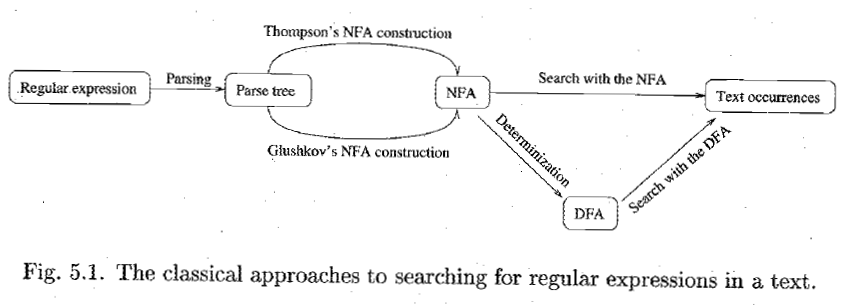 Thompson's NFA construction
Regular expression
Parsing
Parse tree
NFA
Search with the NFA
Text occurrences
Glushkov's NFA construction
Determinization
Search with the DFA
DFA
Fig. 5.1. The classical approaches to searching for regular expressions in a text.